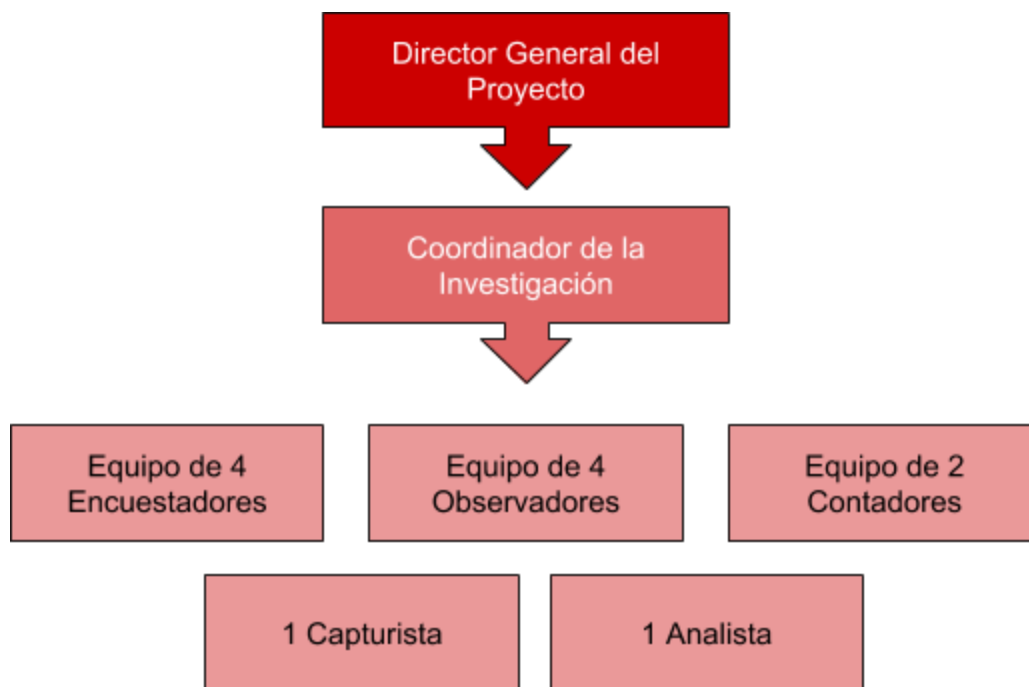 Director General del
Proyecto
Coordinador de la
Investigación
Equipo de 4
Encuestadores
Equipo de 4
Observadores
Equipo de 2
Contadores
1 Capturista
1 Analista